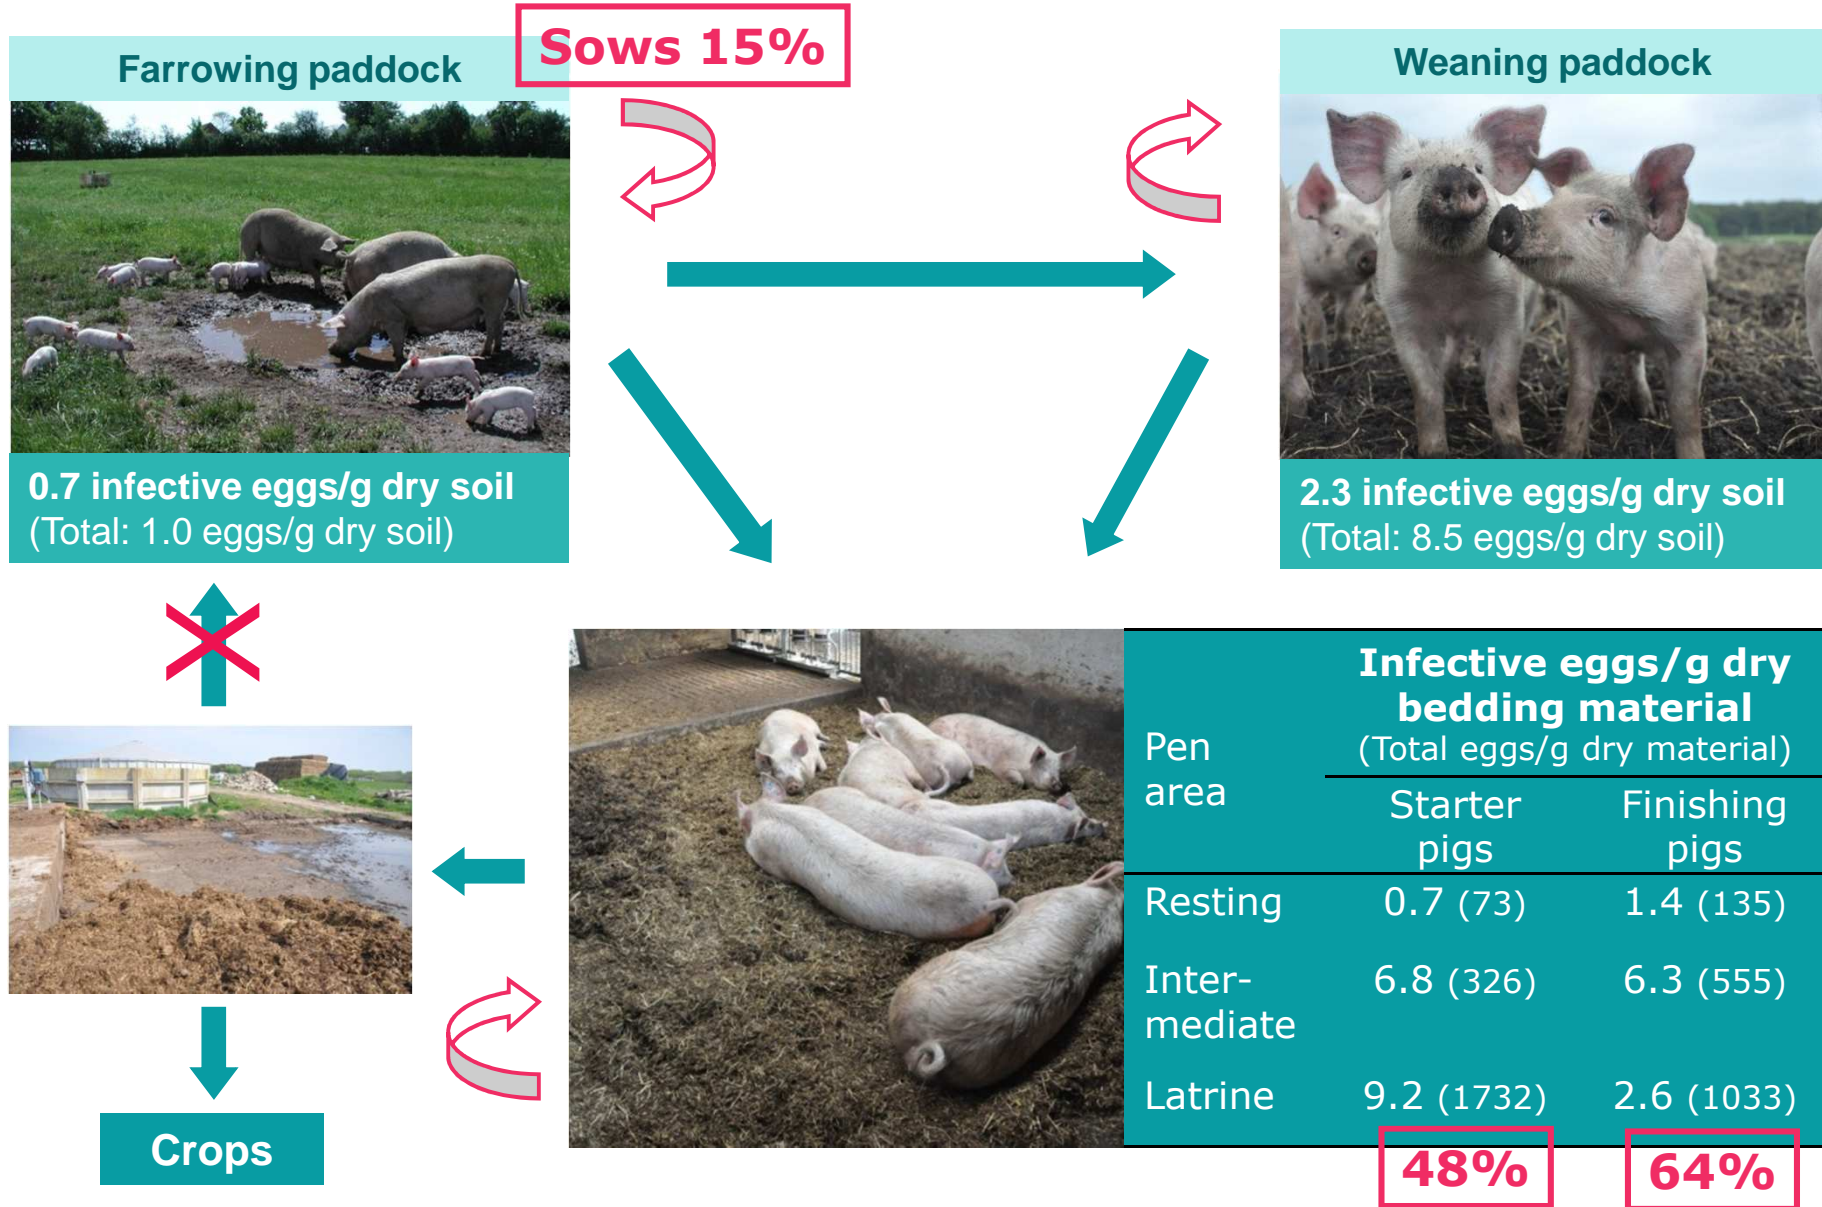 Sows 15%
Farrowing paddock
Weaning paddock
0.7 infective eggs/g dry soil
(Total: 1.0 eggs/g dry soil)
2.3 infective eggs/g dry soil
(Total: 8.5 eggs/g dry soil)
Pen
area
Infective eggs/g dry
bedding material
(Total eggs/g dry material)
Starter
pigs
Finishing
pigs
Resting 0.7 (73) 1.4 (135)
Inter- 6.8 (326) 6.3 (555)
mediate
Latrine 9.2 (1732) 2.6 (1033)
48% 64%
Crops